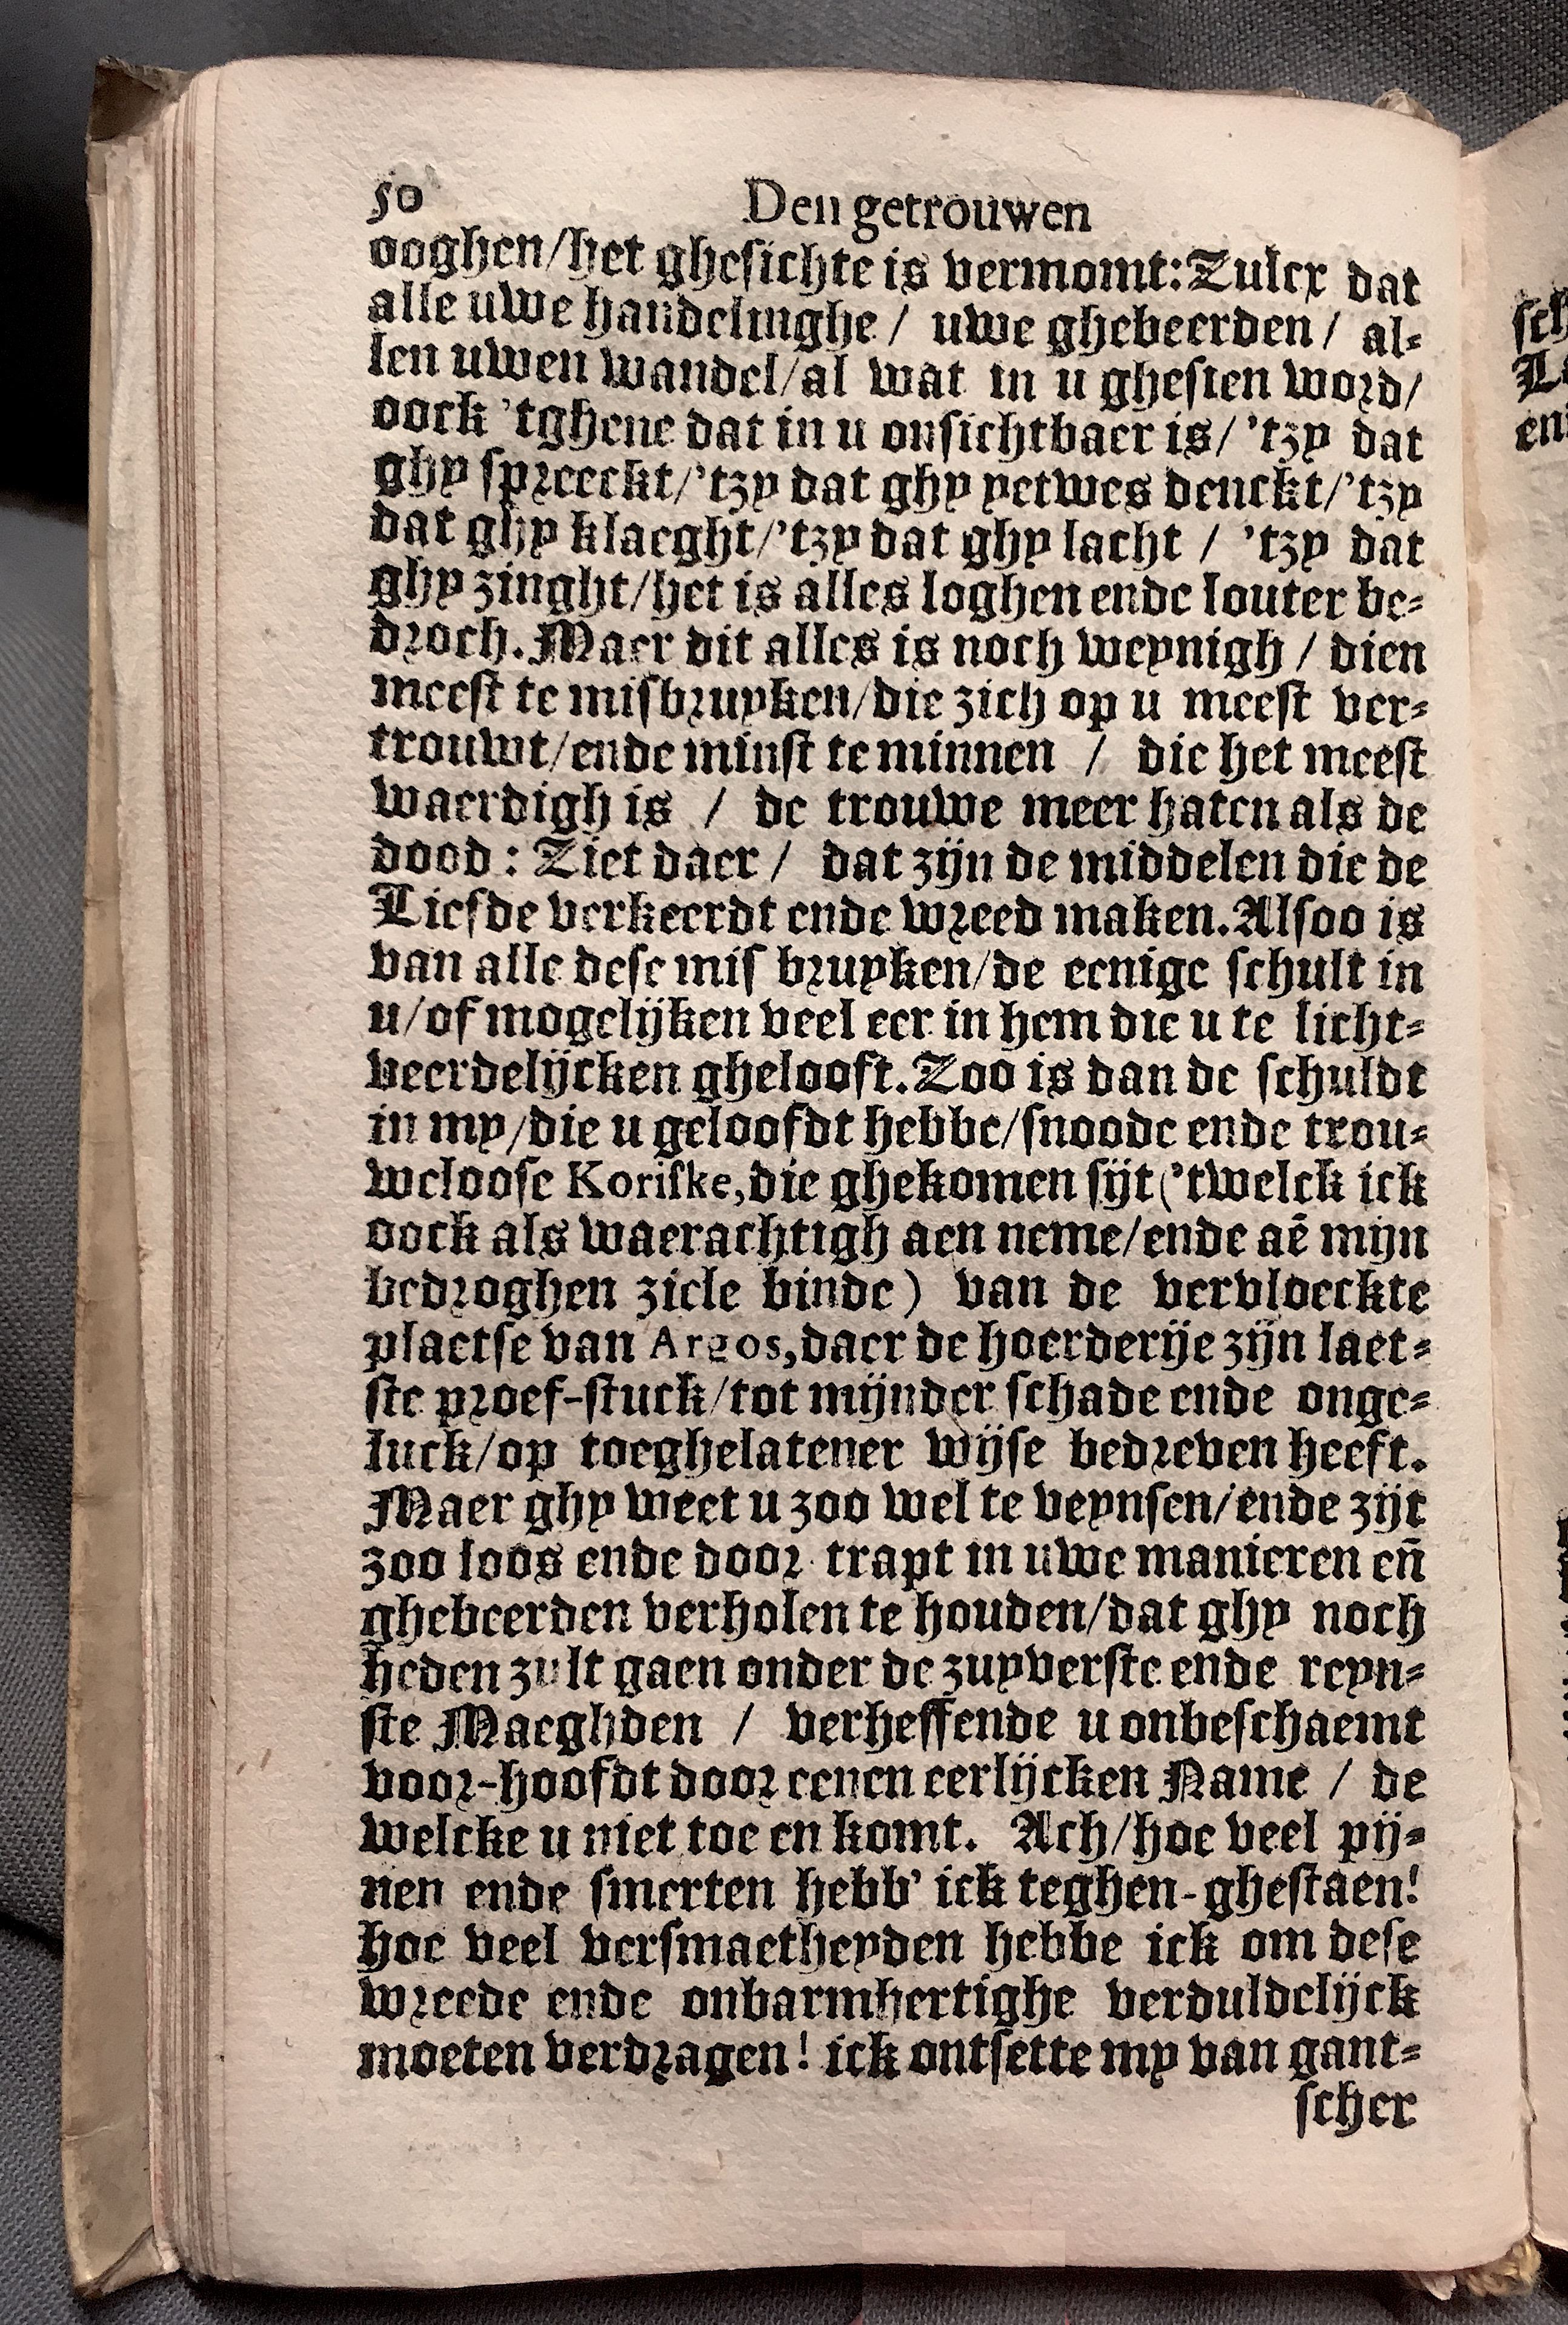 50 Den getrouwen
ooghen/het ghesichte is vermomt: Zulcx dat
alle uwe handelinghe / uwe ghebeerden / al-
len uwen wandel/al wat in u ghesien word/
oock 'tghene dat in u onsichtbaer is/ 'tzy dat
ghy spreeckt/'tzy dat ghy yetwes denckt/'tzy
dat ghy klaeght/'tzy dat ghy lacht / 'tzy dat
ghy zinght/het is alles loghen ende louter be-
droch. Maer dit alles is noch weynigh / dien
meest te misbruyken/die zich op u meest ver-
trouwt/ende minst te minnen / die het meest
waerdigh is / de trouwe meer haten als de
dood : Ziet daer / dat zijn de middelen die de
Liefde verkeerdt ende wreed maken. Alsoo is
van alle dese mis bruyken/de eenige schult in
u/of mogelijken veel eer in hem die u te licht-
veerdelijcken ghelooft. Zoo is dan de schuldt
in my/die u geloofdt hebbe/snoode ende trou-
weloose Koriske, die ghekomen sijt ('twelck ick
oock als waerachtigh aen neme/ende aē mijn
bedroghen ziele binde) van de vervloeckte
plaetse van Argos, daer de hoerderije zijn laet-
ste proef-stuck/tot mijnder schade ende onge-
luck/op toeghelatener wijse bedreven heeft.
Maer ghy weet u zoo wel te veynsen/ende zijt
zoo loos ende door trapt in uwe manieren eñ
ghebeerden verholen te houden/dat ghy noch
heden zult gaen onder de zuyverste ende reyn-
ste Maeghden / verheffende u onbeschaemt
voor-hoofdt door eenen eerlijcken Name / de
welcke u niet toe en komt. Ach/hoe veel pij-
nen ende smerten hebb' ick teghen-ghestaen!
hoe veel versmaetheyden hebbe ick om dese
wreede ende onbarmhertighe verduldelijck
moeten verdragen! ick ontsette my van gant-
scher